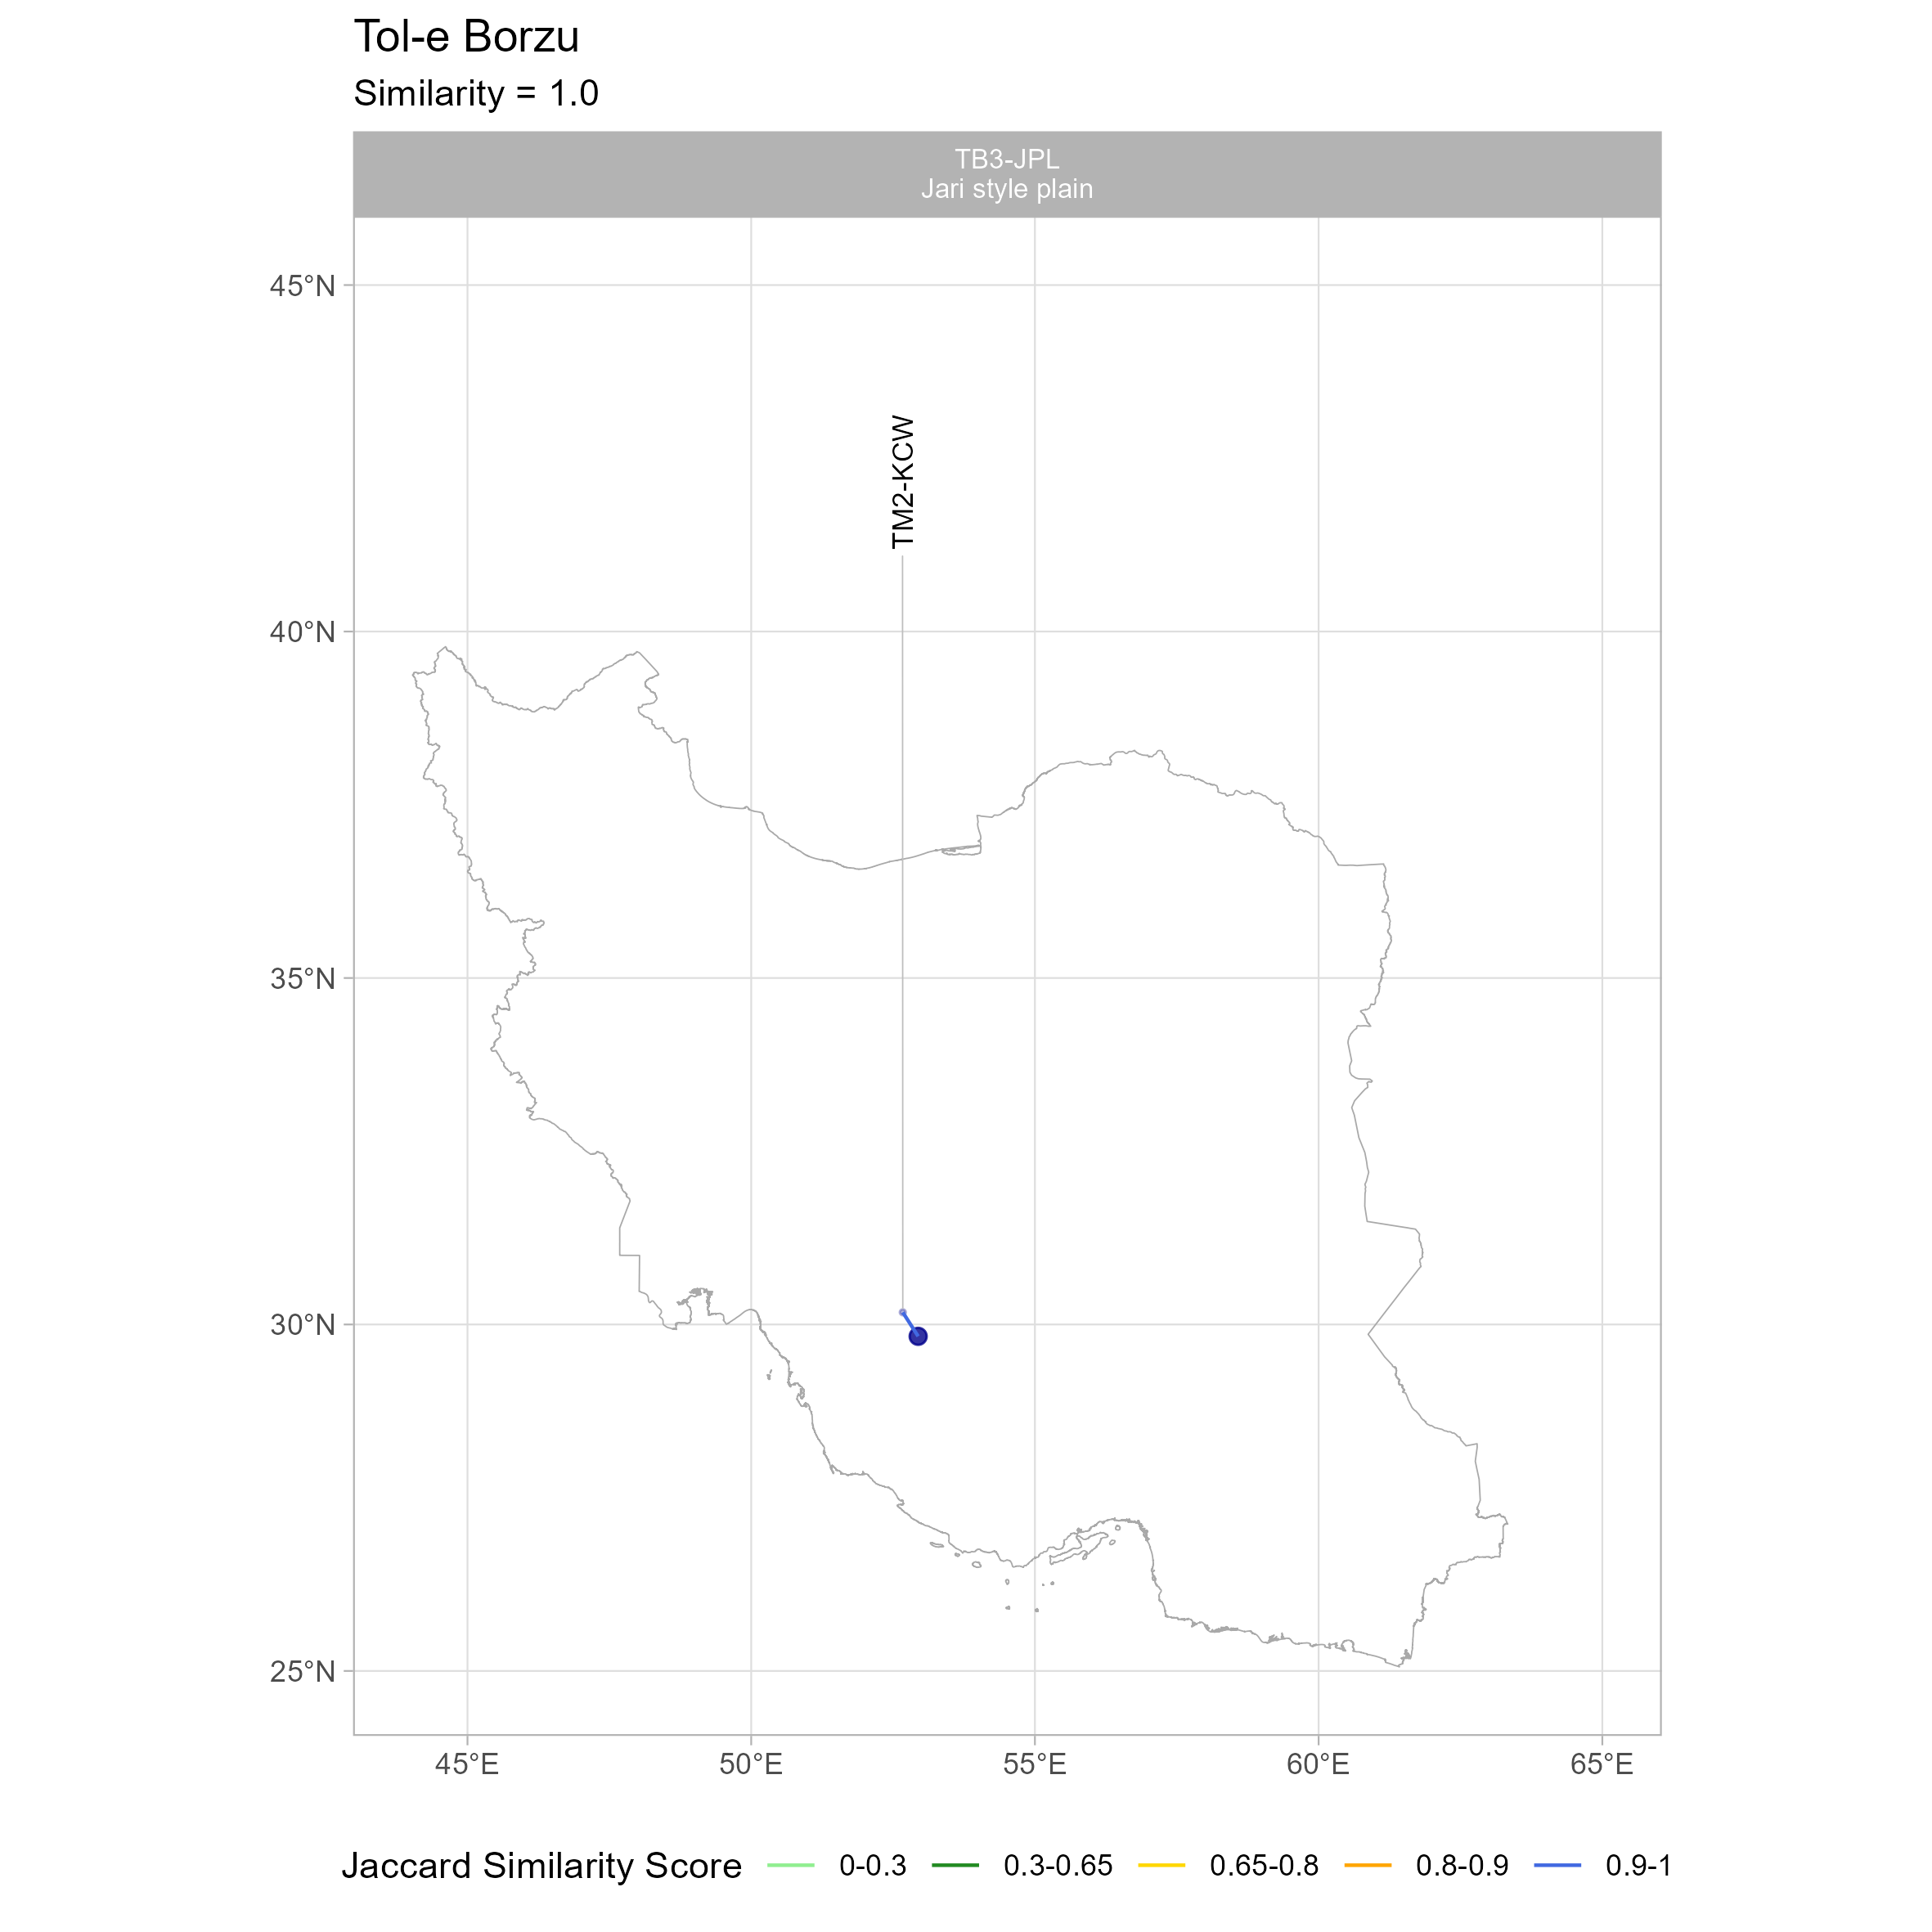 Tol-e Borzu
Similarity = 1.0
TB3-JPL
Jari style plain
TM2-KCW
45°N
40°N
35°N
30°N
25°N
45°E 50°E 55°E 60°E 65°E
Jaccard Similarity Score 0-0.3 0.3-0.65 0.65-0.8 0.8-0.9 0.9-1